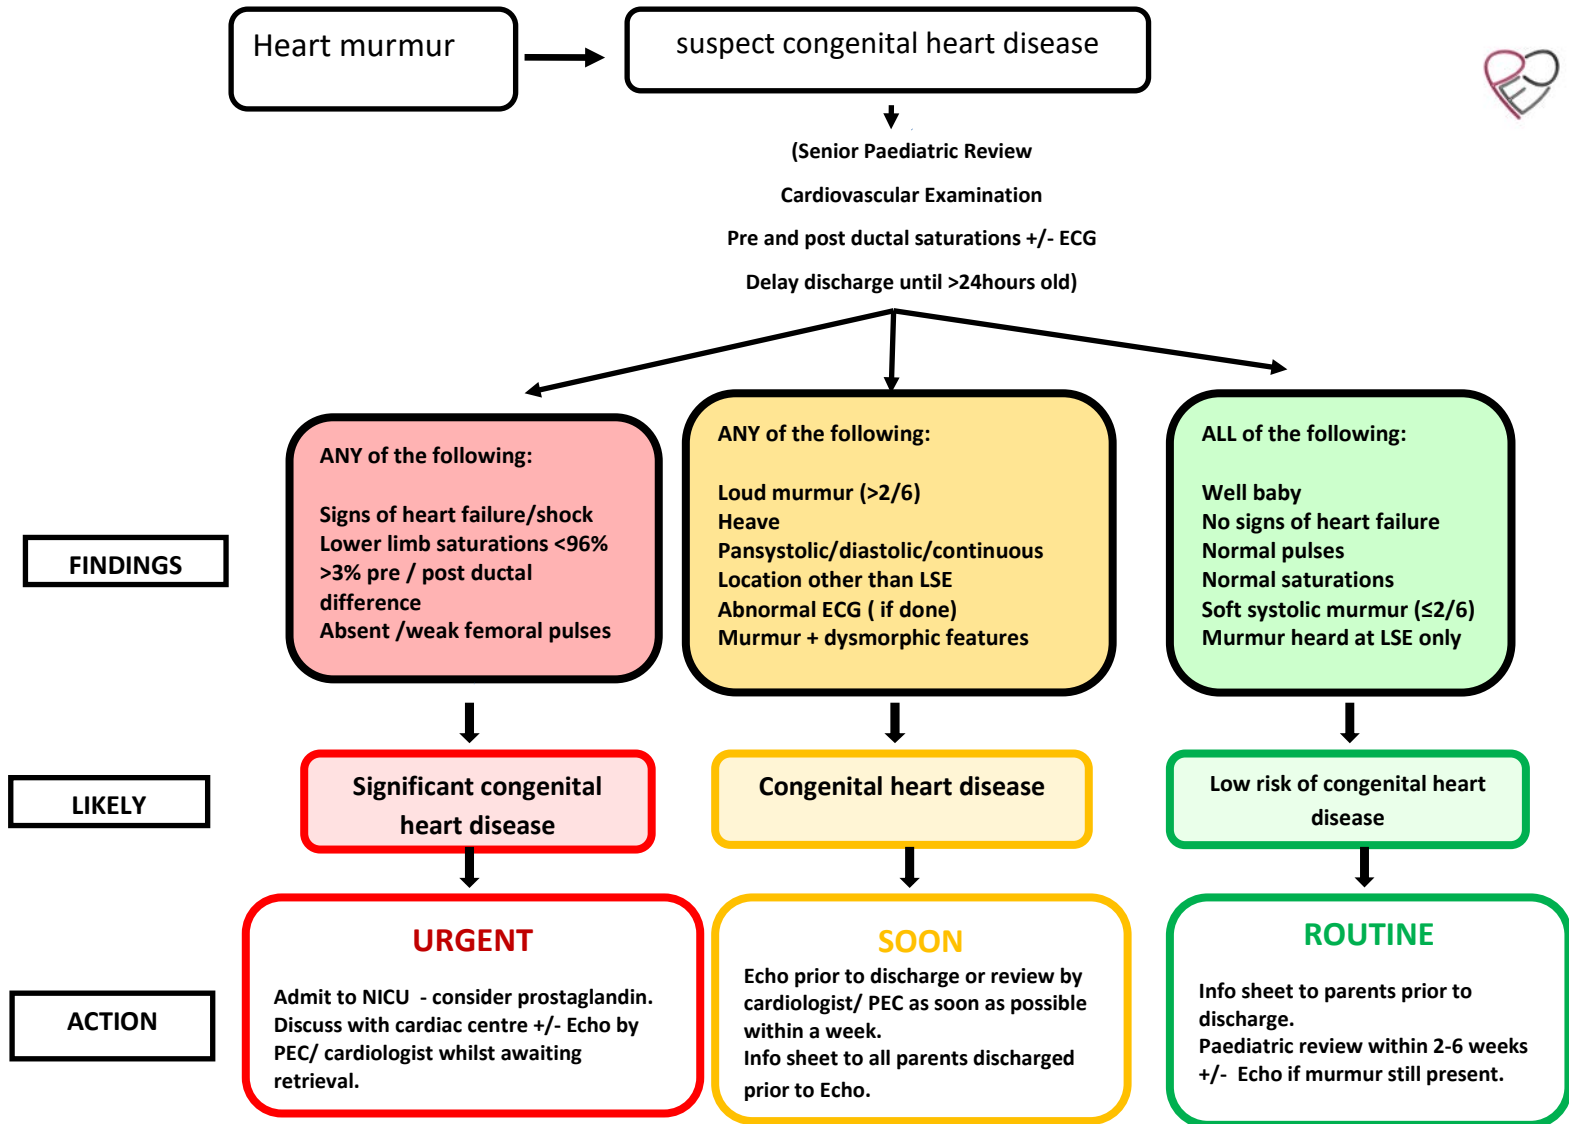 Heart murmur
suspect congenital heart disease
(Senior Paediatric Review
Cardiovascular Examination
Pre and post ductal saturations +/- ECG
Delay discharge until >24hours old)
FINDINGS
ANY of the following:
Signs of heart failure/shock
Lower limb saturations <96%
>3% pre / post ductal
difference
Absent /weak femoral pulses
ANY of the following:
Loud murmur (>2/6)
Heave
Pansystolic/diastolic/continuous
Location other than LSE
Abnormal ECG ( if done)
Murmur + dysmorphic features
ALL of the following:
Well baby
No signs of heart failure
Normal pulses
Normal saturations
Soft systolic murmur (≤2/6)
Murmur heard at LSE only
LIKELY
Significant congenital
heart disease
Congenital heart disease
Low risk of congenital heart
disease
ACTION
URGENT
Admit to NICU  - consider prostaglandin.
Discuss with cardiac centre +/- Echo by
PEC/ cardiologist whilst awaiting
retrieval.
SOON
Echo prior to discharge or review by
cardiologist/ PEC as soon as possible
within a week.
Info sheet to all parents discharged
prior to Echo.
ROUTINE
Info sheet to parents prior to
discharge.
Paediatric review within 2-6 weeks
+/-  Echo if murmur still present.